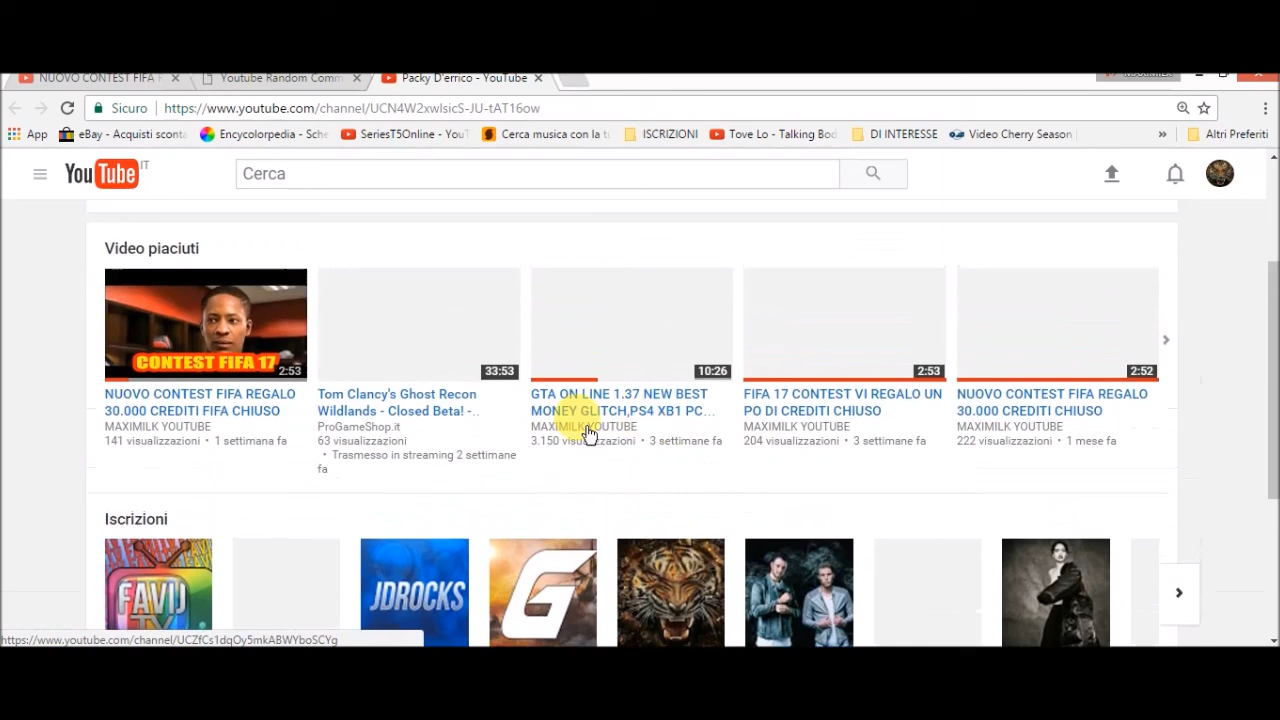 NUOVO CONTEST FIFA
Youtube Random Comm
Packy D'errico - YouTube
Sicuro
https://www.youtube.com/channel/UCN4W2xwIsicS-JU-tAT16ow
App
eBay - Acquisti sconta
Encycolorpedia - Sche
SeriesT5Online - YouT
Cerca musica con la t
ISCRIZIONI
Tove Lo - Talking Bod
DI INTERESSE
Video Cherry Season
Altri Preferiti
YouTube IT
Cerca
Video piaciuti
CONTEST FIFA 17
2:53
33:53
10:26
2:53
2:52
NUOVO CONTEST FIFA REGALO
30.000 CREDITI FIFA CHIUSO
MAXIMILK YOUTUBE
141 visualizzazioni • 1 settimana fa
Tom Clancy's Ghost Recon
Wildlands - Closed Beta! -..
ProGameShop.it
63 visualizzazioni
• Trasmesso in streaming 2 settimane
fa
GTA ON LINE 1.37 NEW BEST
MONEY GLITCH,PS4 XB1 PC...
MAXIMILK YOUTUBE
3.150 visualizzazioni • 3 settimane fa
FIFA 17 CONTEST VI REGALO UN
PO DI CREDITI CHIUSO
MAXIMILK YOUTUBE
204 visualizzazioni • 3 settimane fa
NUOVO CONTEST FIFA REGALO
30.000 CREDITI FIFA CHIUSO
MAXIMILK YOUTUBE
222 visualizzazioni • 1 mese fa
Iscrizioni
FAVIJ
TV
JDROCKS
G
https://www.youtube.com/channel/UCZfCs1dqOy5mkABWYboSCYg